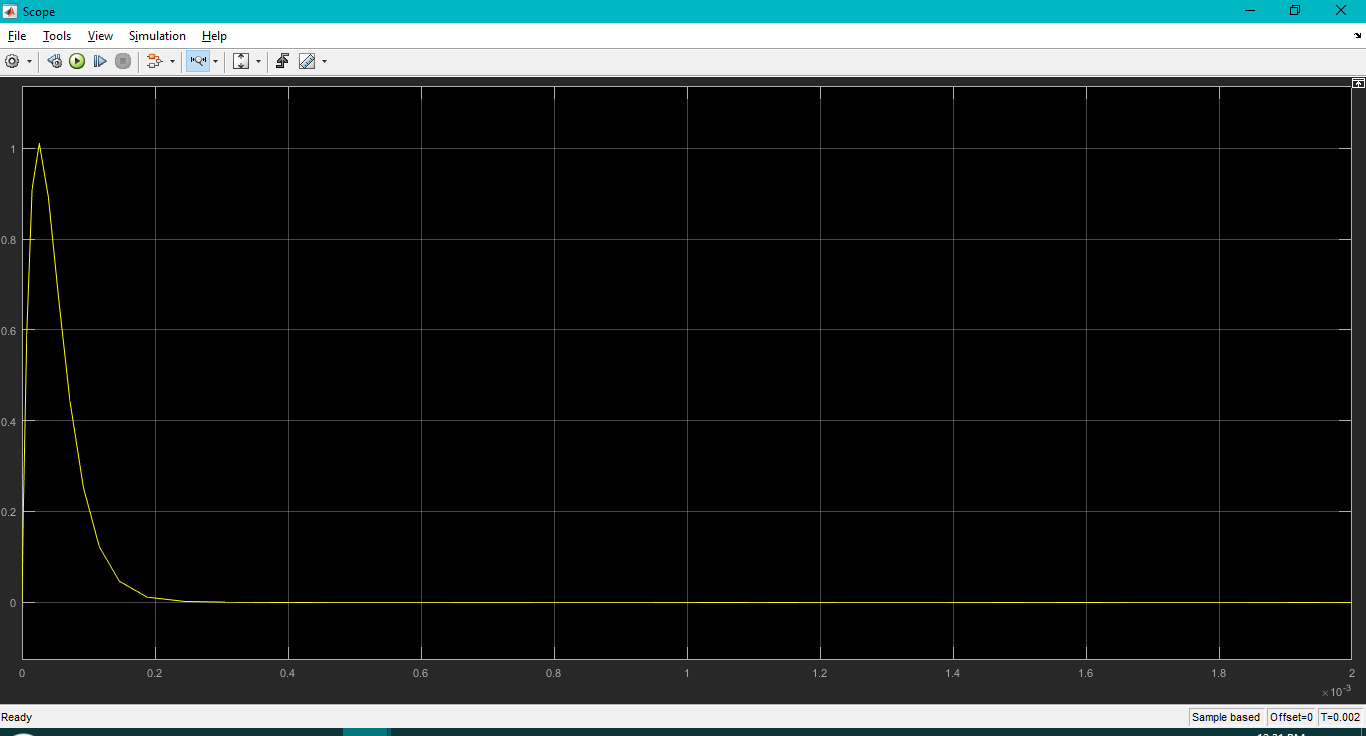 Scope
File Tools View Simulation Help
1
0.8
0.6
0.4
0.2
0
0 0.2 0.4 0.6 0.8 1 1.2 1.4 1.6 1.8 2
×10-3
Ready Sample based Offset=0 T=0.002